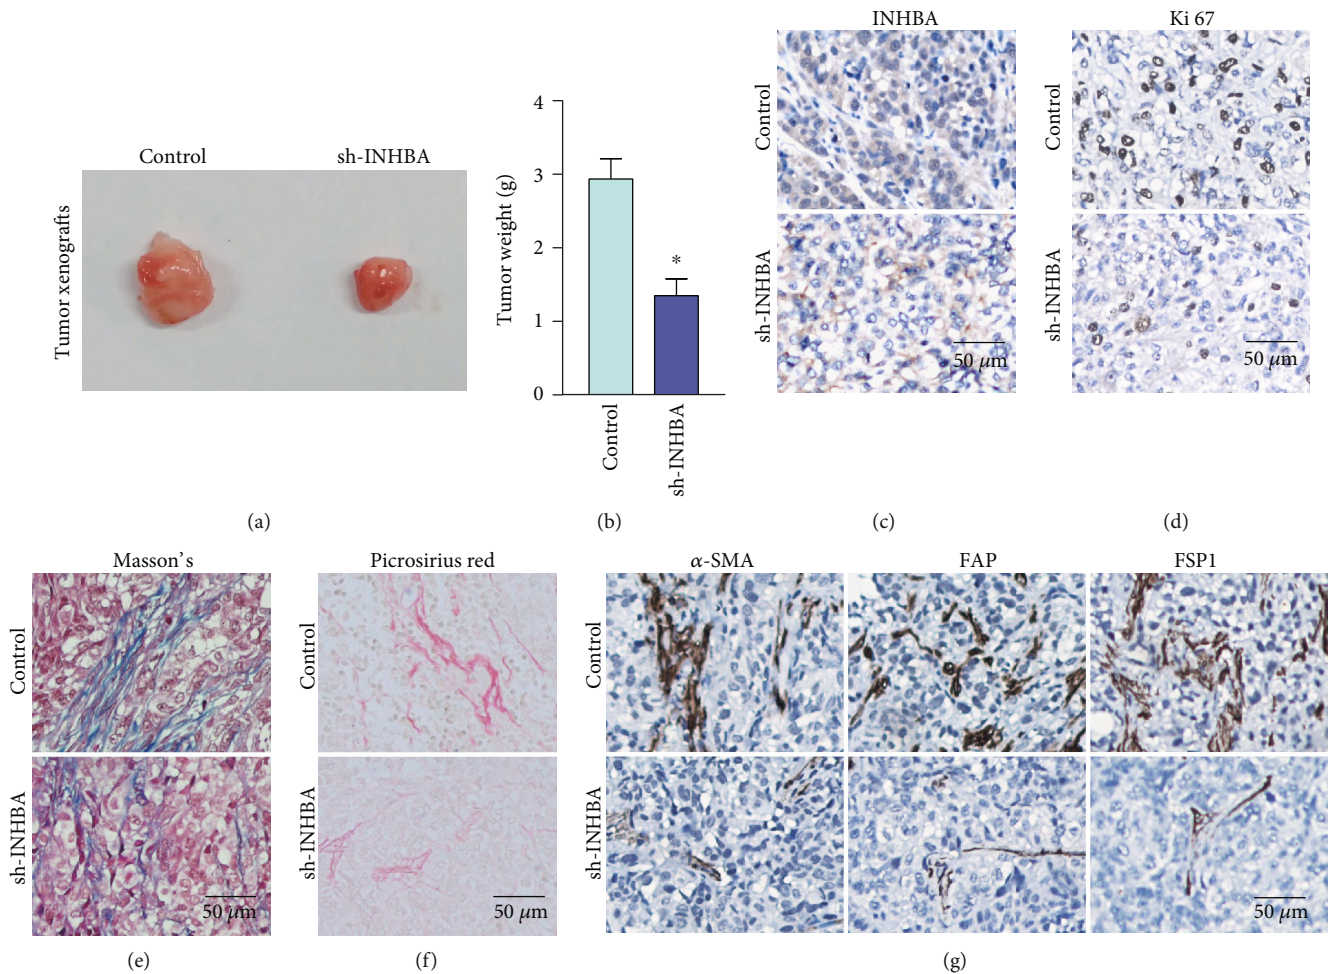 Control
sh-INHBA
Tumor xenografts
(a)
Tumor weight (g)
4
3
2
1
0
*
Control
sh-INHBA
(b)
INHBA
Control
sh-INHBA
50 μm
(c)
Ki 67
Control
sh-INHBA
50 μm
(d)
Masson's
Control
sh-INHBA
50 μm
(e)
Picrosirius red
Control
sh-INHBA
50 μm
(f)
α-SMA
FAP
FSP1
Control
sh-INHBA
50 μm
(g)